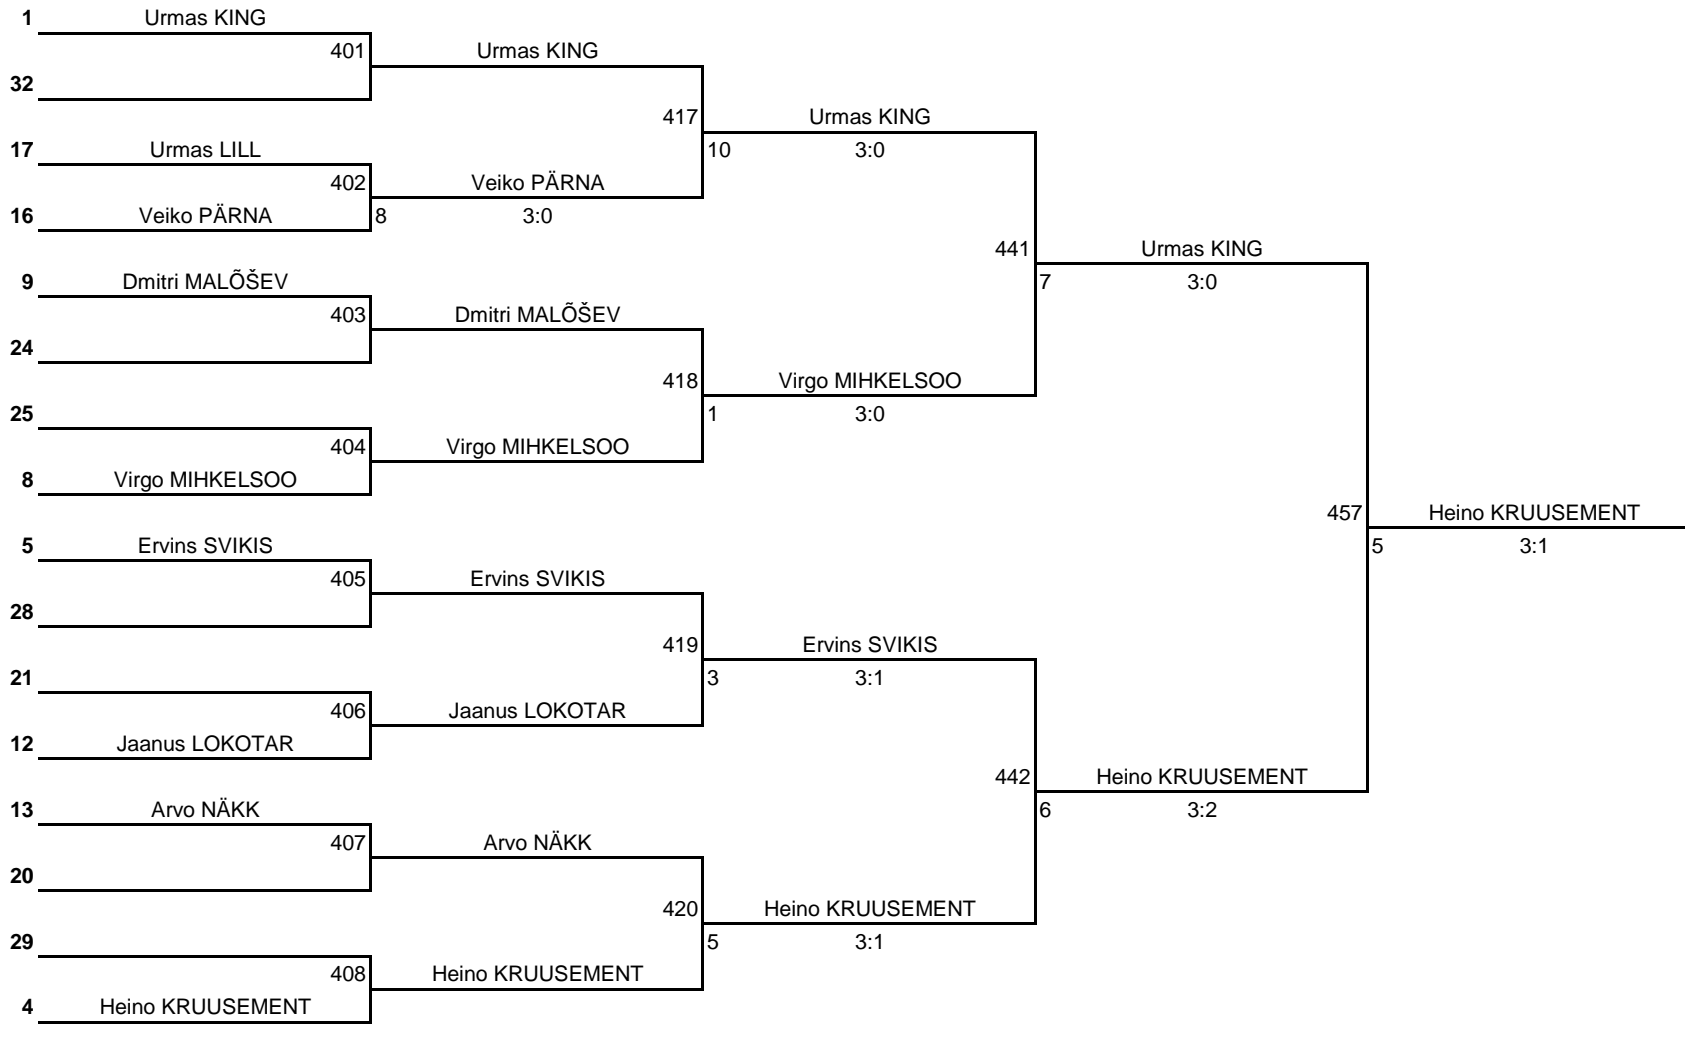 1 Urmas KING
401 Urmas KING
32
417 Urmas KING
17 Urmas LILL 10 3:0
402 Veiko PÄRNA
16 Veiko PÄRNA 8 3:0
441 Urmas KING
9 Dmitri MALÕŠEV 7 3:0
403 Dmitri MALÕŠEV
24
418 Virgo MIHKELSOO
25 1 3:0
404 Virgo MIHKELSOO
8 Virgo MIHKELSOO
457 Heino KRUUSEMENT
5 Ervins SVIKIS 5 3:1
405 Ervins SVIKIS
28
419 Ervins SVIKIS
21 3 3:1
406 Jaanus LOKOTAR
12 Jaanus LOKOTAR
442 Heino KRUUSEMENT
13 Arvo NÄKK 6 3:2
407 Arvo NÄKK
20
420 Heino KRUUSEMENT
29 5 3:1
408 Heino KRUUSEMENT
4 Heino KRUUSEMENT